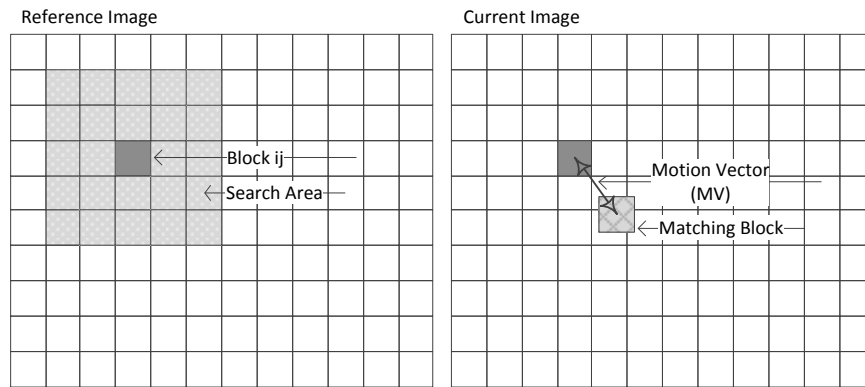 Reference Image
Current Image
Block ij
Search Area
Motion Vector
(MV)
Matching Block